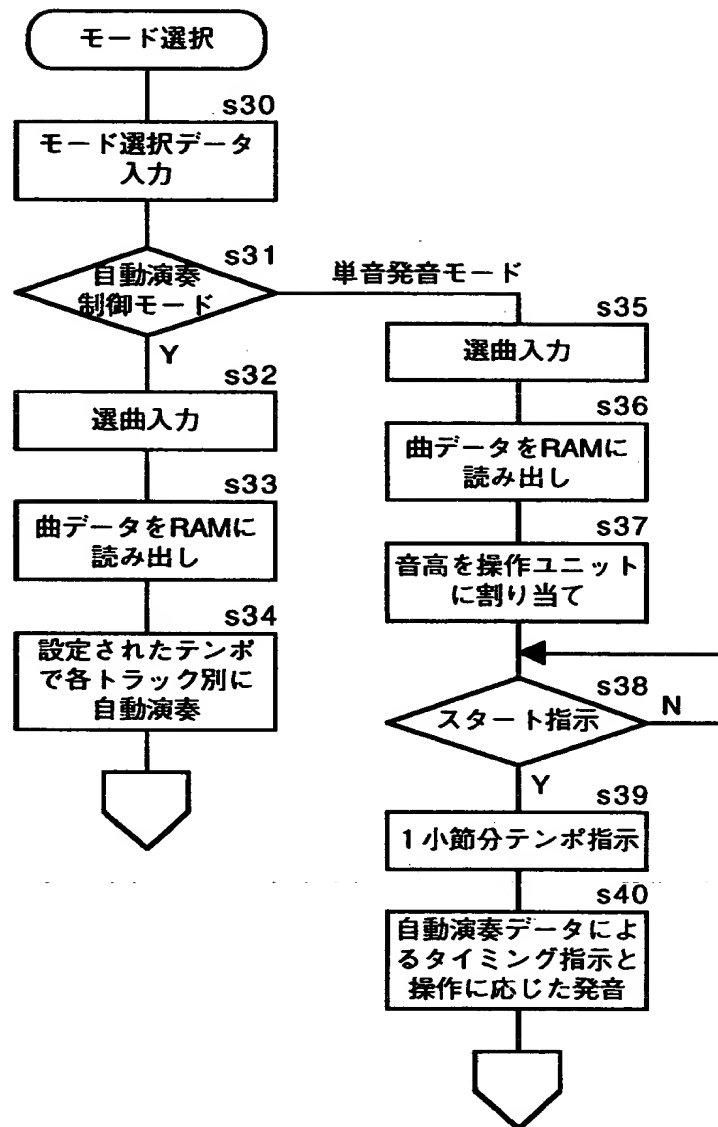 モード選択
s30
モード選択データ
入力
s31
自動演奏
制御モード
単音発音モード
Y
s32
選曲入力
s33
曲データをRAMに
読み出し
s34
設定されたテンポ
で各トラック別に
自動演奏
s35
選曲入力
s36
曲データをRAMに
読み出し
s37
音高を操作ユニット
に割り当て
s38
スタート指示
N
Y
s39
1小節分テンポ指示
s40
自動演奏データによ
るタイミング指示と
操作に応じた発音